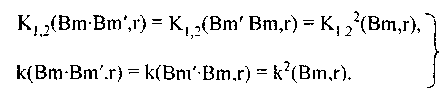 K₁,₂(Bm·Bm′,r) = K₁,₂(Bm′ Bm,r) = K₁ ₂²(Bm,r),
k(Bm·Bm′,r) = k(Bm′·Bm,r) = k²(Bm,r).